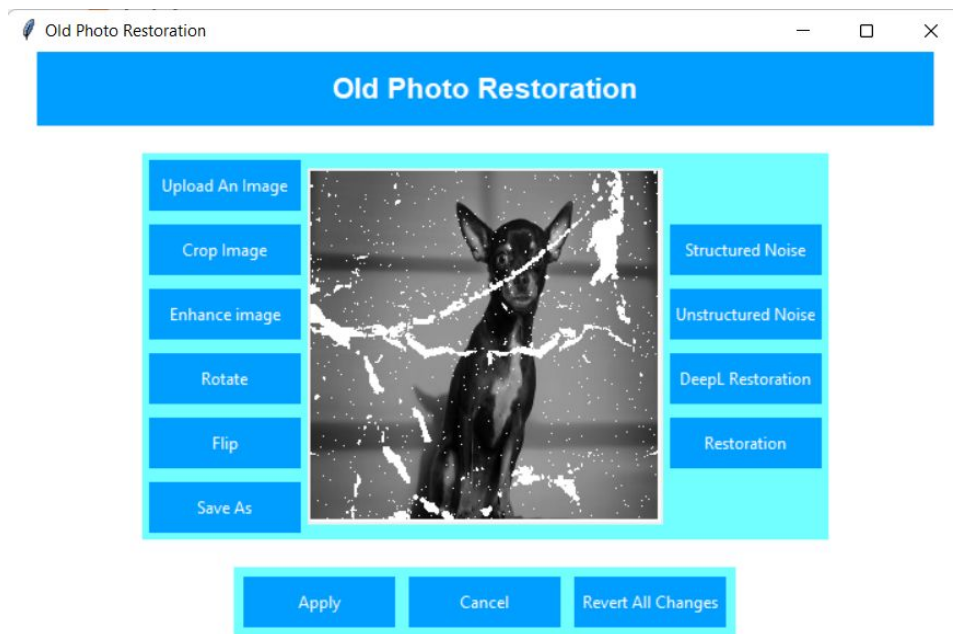 Old Photo Restoration
Old Photo Restoration
Upload An Image
Crop Image
Enhance image
Rotate
Flip
Save As
Structured Noise
Unstructured Noise
DeepL Restoration
Restoration
Apply
Cancel
Revert All Changes